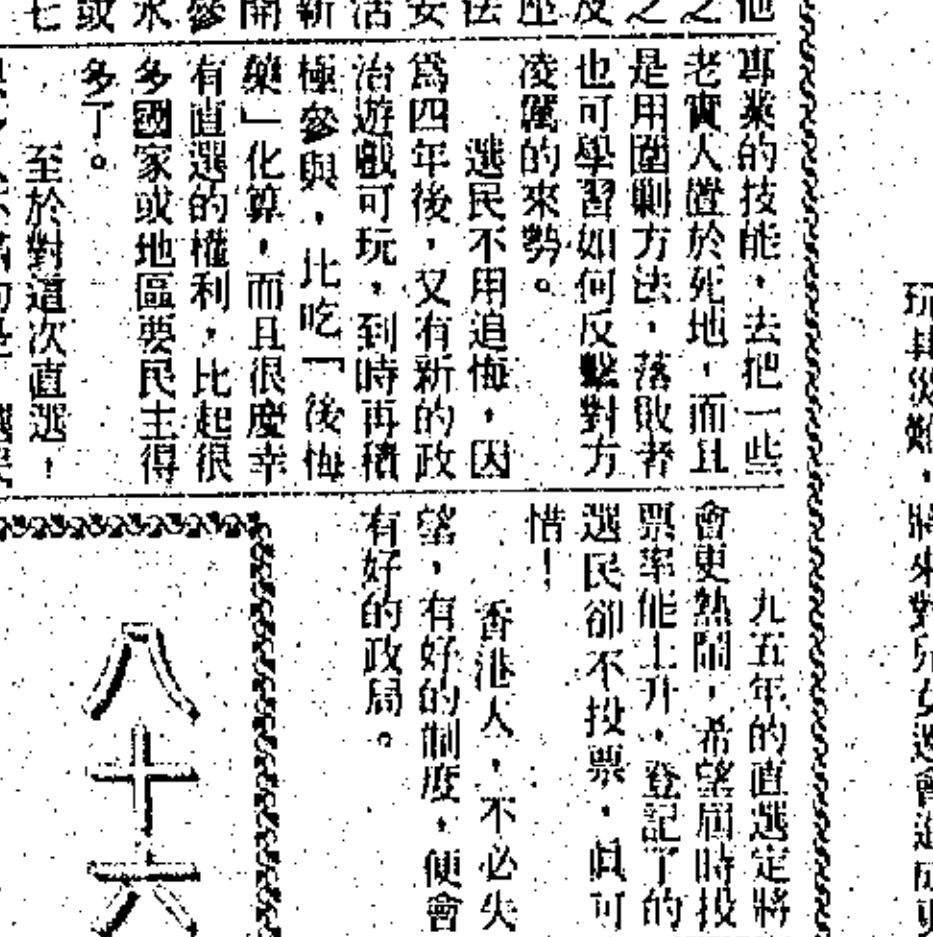 專業的技能，去把一些
老實人置於死地，而且
是用圍剿方法，落敗者
也可學習如何反擊對方
凌厲的來勢。
選民不用追悔，因
爲四年後，又有新的政
治遊戲可玩，到時再積
極參與，比吃「後悔
藥」化算，而且很慶幸
有直選的權利，比起很
多國家或地區要民主得
多了。
至於對這次直選，
九五年的直選定將
會更熱鬧，希望屆時投
票率能上升，登記了的
選民卻不投票，眞可
惜！
香港人，不必失
望，有好的制度，便會
有好的政局。
八十六